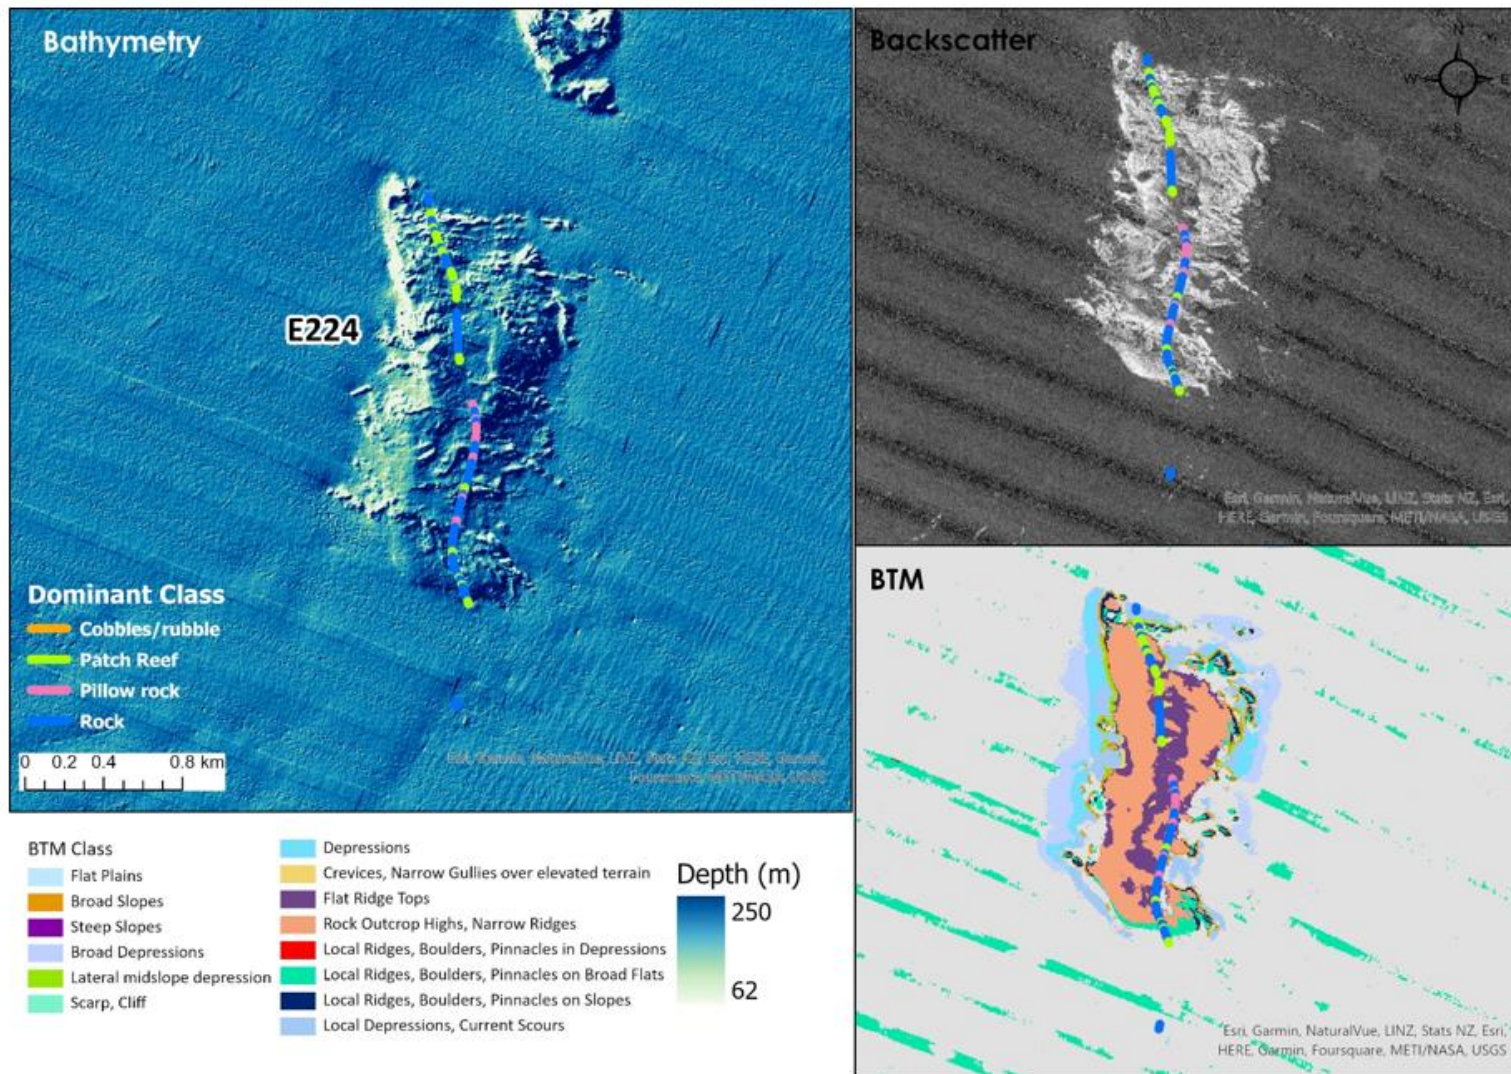 Bathymetry
E224
Dominant Class
Cobbles/rubble
Patch Reef
Pillow rock
Rock
0 0.2 0.4 0.8 km
Backscatter
N
W E
S
Esri, Garmin, NaturalVue, LINZ, Stats NZ, Esri,
HERE, Garmin, Foursquare, METI/NASA, USGS
BTM
Esri, Garmin, NaturalVue, LINZ, Stats NZ, Esri,
HERE, Garmin, Foursquare, METI/NASA, USGS
BTM Class
Flat Plains
Broad Slopes
Steep Slopes
Broad Depressions
Lateral midslope depression
Scarp, Cliff
Depressions
Crevices, Narrow Gullies over elevated terrain
Flat Ridge Tops
Rock Outcrop Highs, Narrow Ridges
Local Ridges, Boulders, Pinnacles in Depressions
Local Ridges, Boulders, Pinnacles on Broad Flats
Local Ridges, Boulders, Pinnacles on Slopes
Local Depressions, Current Scours
Depth (m)
250
62